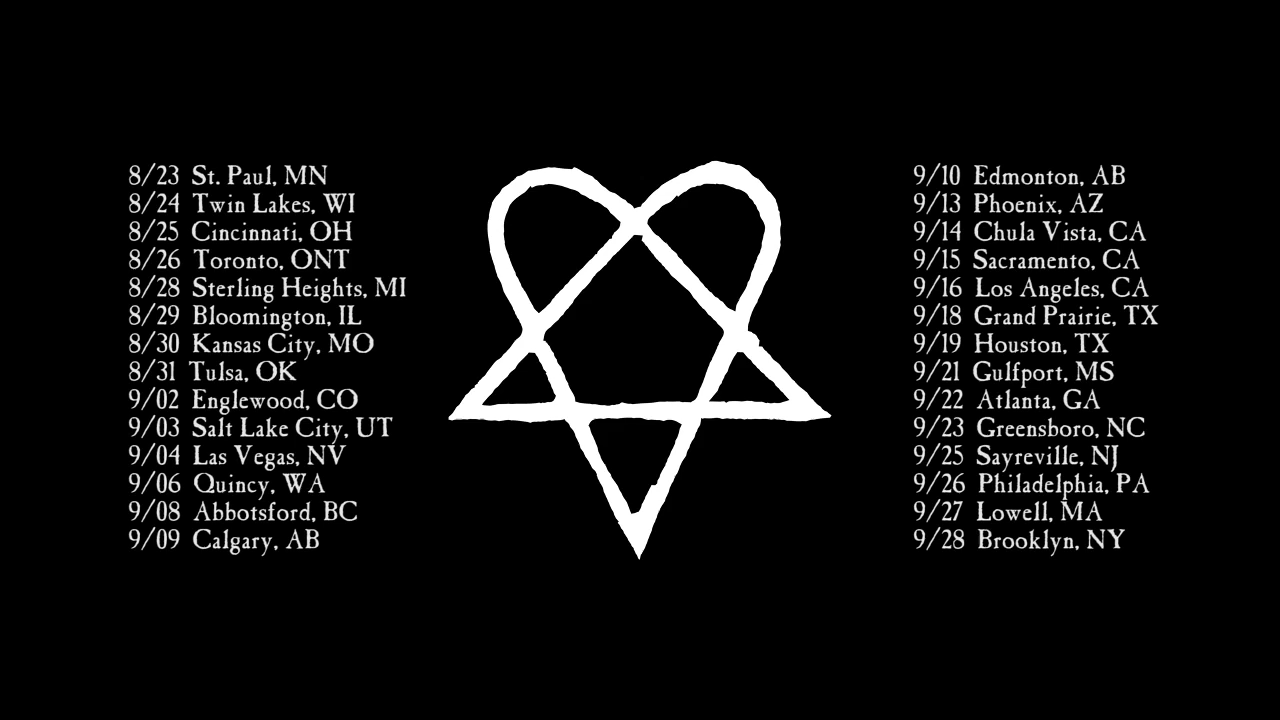 8/23 St. Paul, MN
8/24 Twin Lakes, WI
8/25 Cincinnati, OH
8/26 Toronto, ONT
8/28 Sterling Heights, MI
8/29 Bloomington, IL
8/30 Kansas City, MO
8/31 Tulsa, OK
9/02 Englewood, CO
9/03 Salt Lake City, UT
9/04 Las Vegas, NV
9/06 Quincy, WA
9/08 Abbotsford, BC
9/09 Calgary, AB
9/10 Edmonton, AB
9/13 Phoenix, AZ
9/14 Chula Vista, CA
9/15 Sacramento, CA
9/16 Los Angeles, CA
9/18 Grand Prairie, TX
9/19 Houston, TX
9/21 Gulfport, MS
9/22 Atlanta, GA
9/23 Greensboro, NC
9/25 Sayreville, NJ
9/26 Philadelphia, PA
9/27 Lowell, MA
9/28 Brooklyn, NY